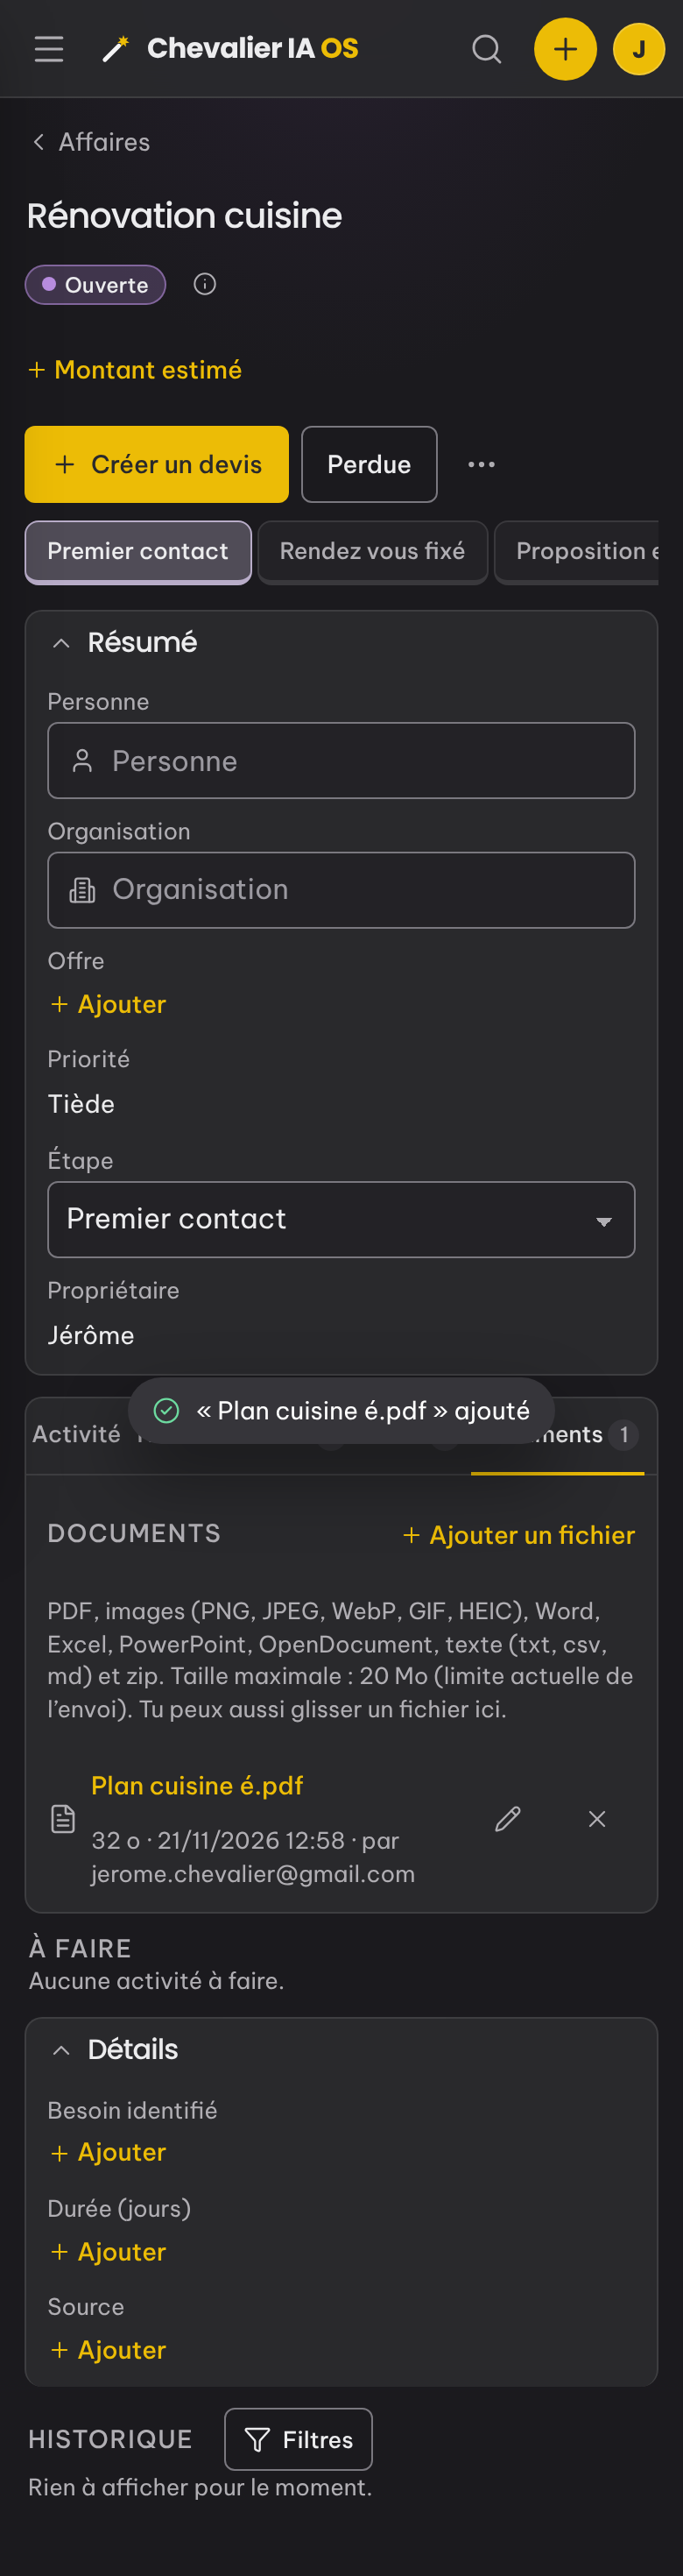 Chevalier IA OS
J
Affaires
Rénovation cuisine
Ouverte
+ Montant estimé
+ Créer un devis
Perdue
Premier contact
Rendez vous fixé
Proposition
Résumé
Personne
Personne
Organisation
Organisation
Offre
+ Ajouter
Priorité
Tiède
Étape
Premier contact
Propriétaire
Jérôme
« Plan cuisine é.pdf » ajouté
Activité
1
DOCUMENTS
+ Ajouter un fichier
PDF, images (PNG, JPEG, WebP, GIF, HEIC), Word,
Excel, PowerPoint, OpenDocument, texte (txt, csv,
md) et zip. Taille maximale : 20 Mo (limite actuelle de
l’envoi). Tu peux aussi glisser un fichier ici.
Plan cuisine é.pdf
32 o · 21/11/2026 12:58 · par
jerome.chevalier@gmail.com
À FAIRE
Aucune activité à faire.
Détails
Besoin identifié
+ Ajouter
Durée (jours)
+ Ajouter
Source
+ Ajouter
HISTORIQUE
Filtres
Rien à afficher pour le moment.